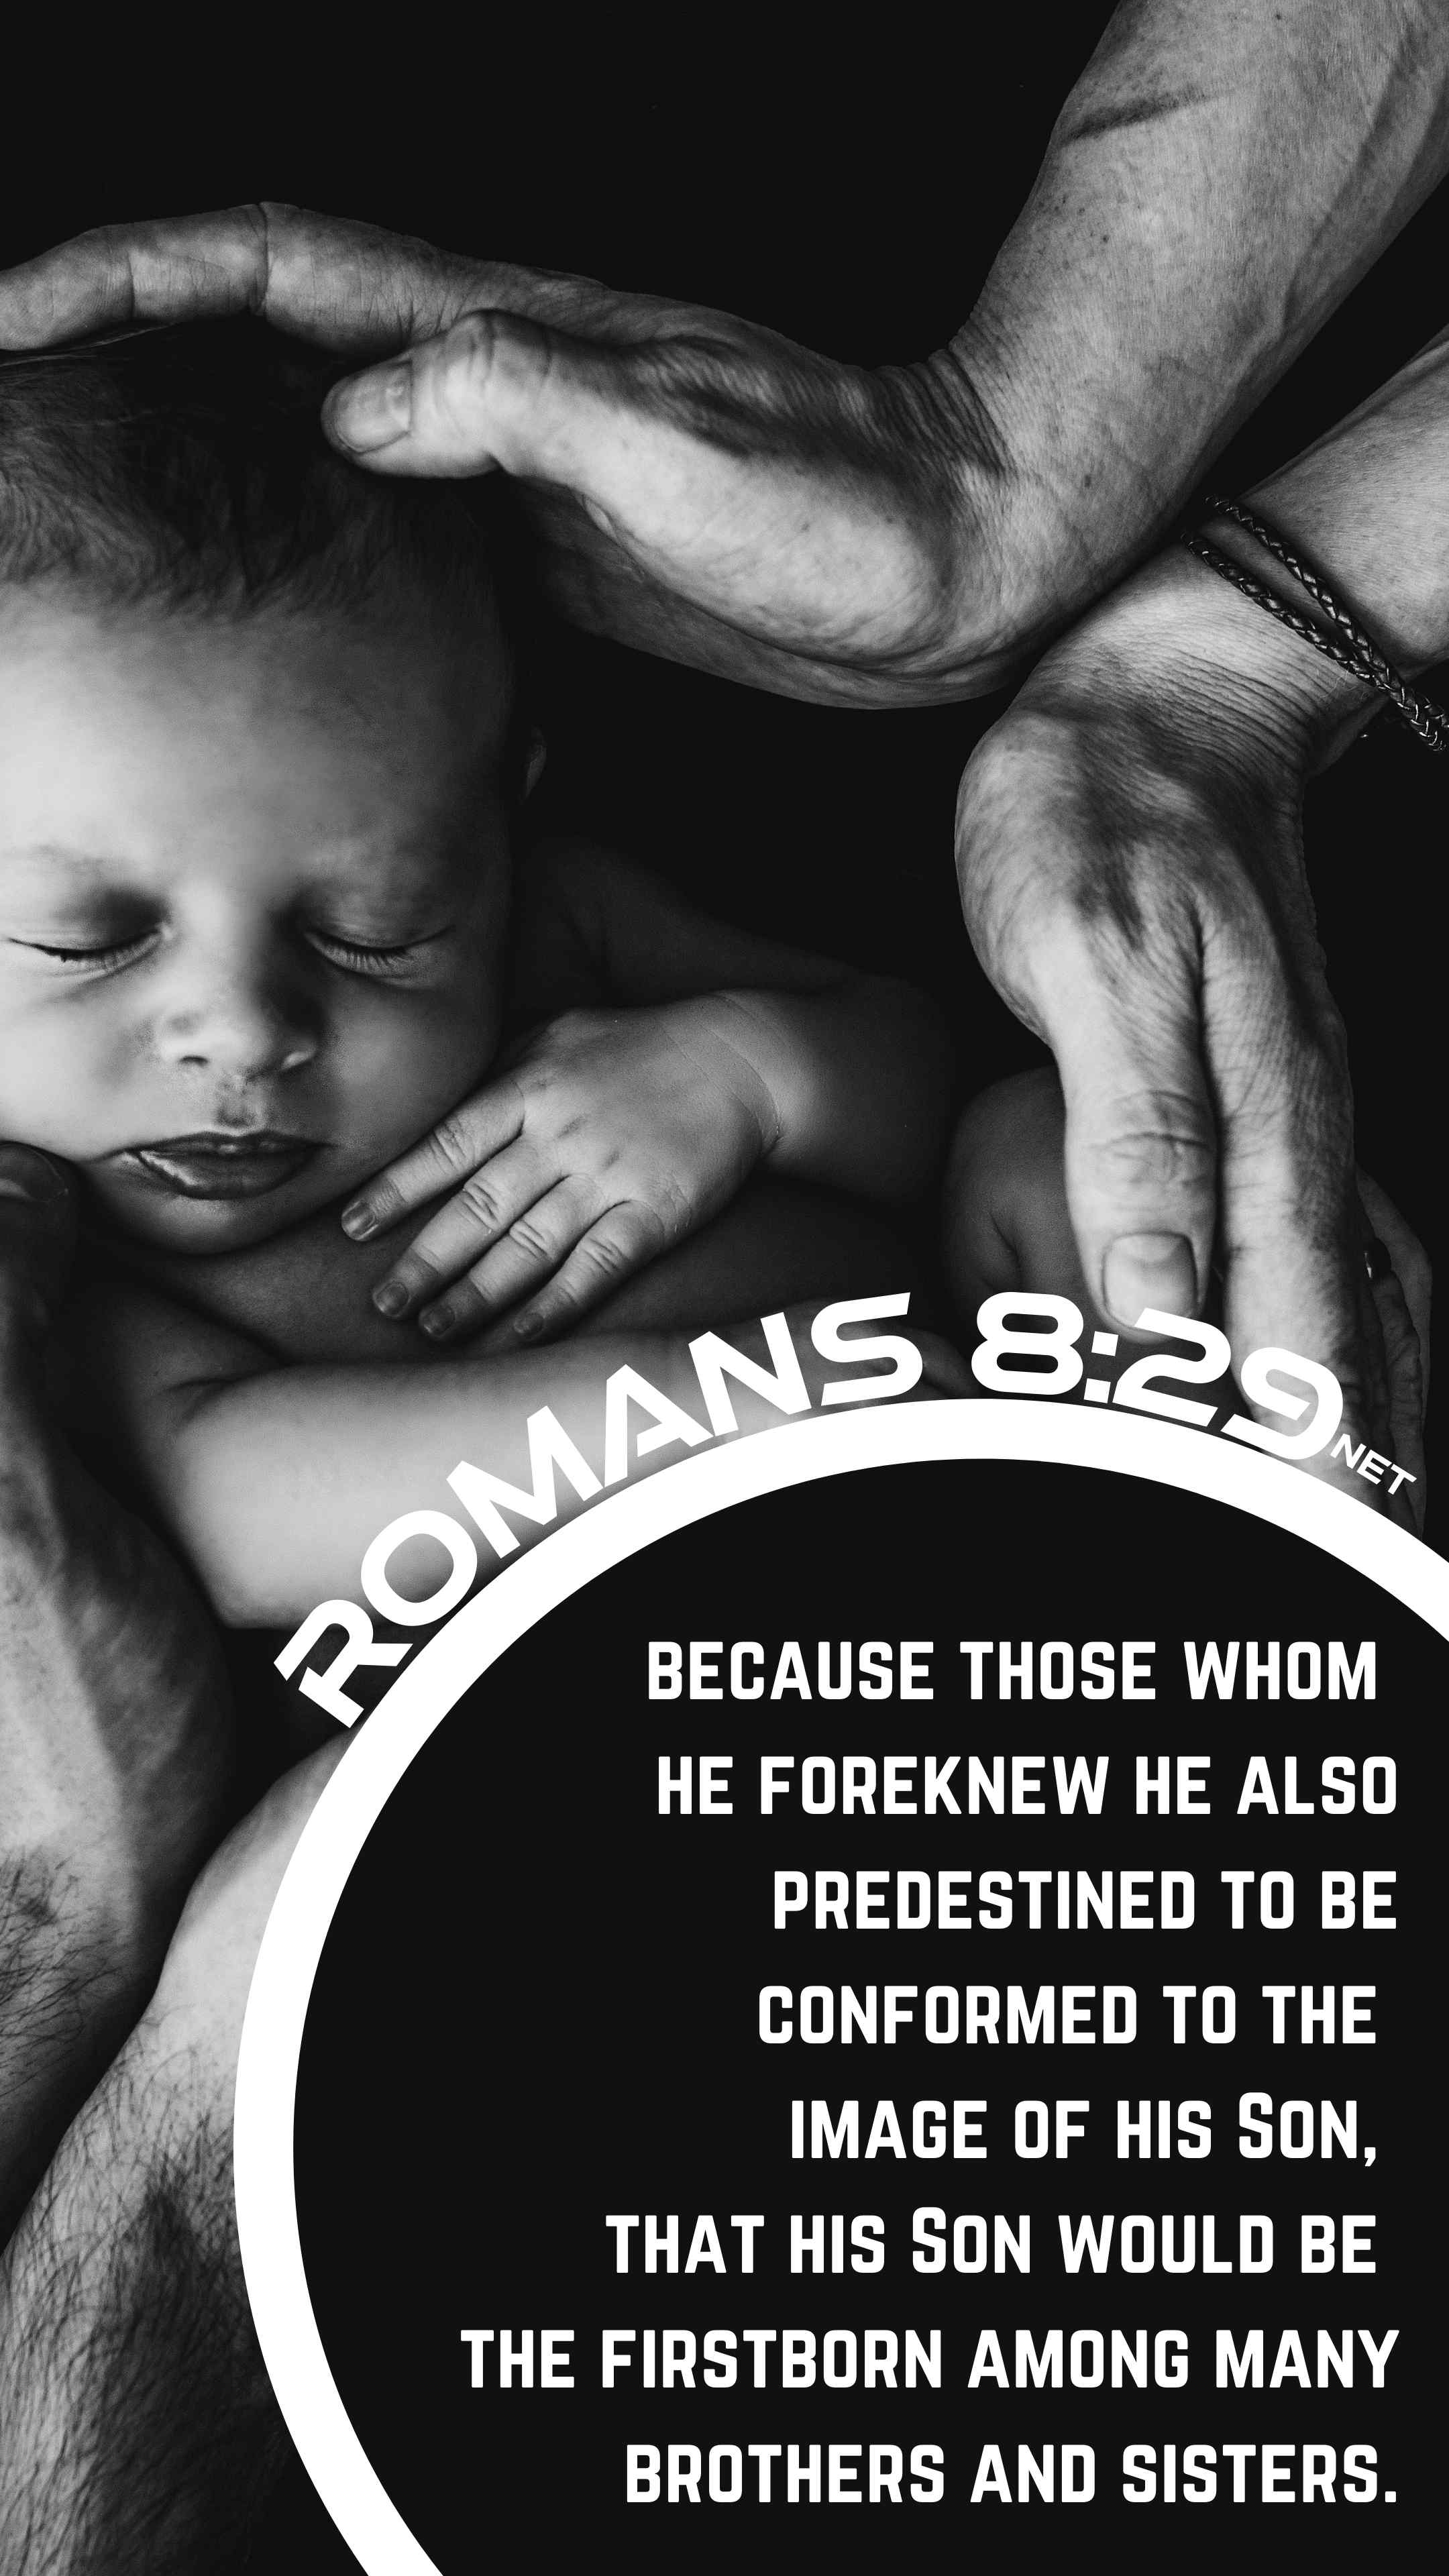 ROMANS 8:29 NET
BECAUSE THOSE WHOM
HE FOREKNEW HE ALSO
PREDESTINED TO BE
CONFORMED TO THE
IMAGE OF HIS SON,
THAT HIS SON WOULD BE
THE FIRSTBORN AMONG MANY
BROTHERS AND SISTERS.